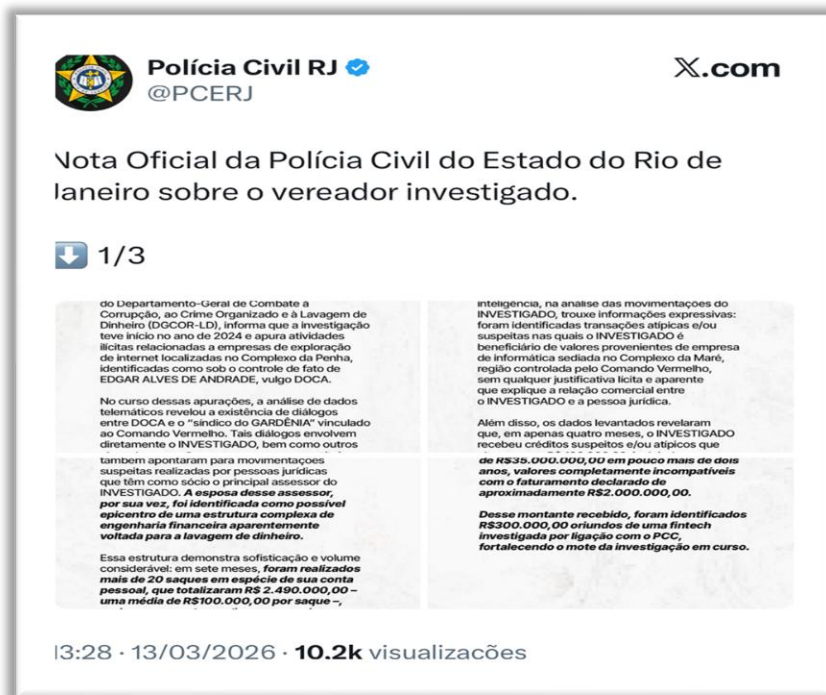 Polícia Civil RJ
X.com
@PCERJ
Nota Oficial da Polícia Civil do Estado do Rio de
Janeiro sobre o vereador investigado.
1/3
do Departamento-Geral de Combate à
Corrupção, ao Crime Organizado e à Lavagem de
Dinheiro (DGCOR-LD), informa que a investigação
teve início no ano de 2024 e apura atividades
ilícitas relacionadas a empresas de exploração
de internet localizadas no Complexo da Penha,
identificadas como sob o controle de fato de
EDGAR ALVES DE ANDRADE, vulgo DOCA.
No curso dessas apurações, a análise de dados
telemáticos revelou a existência de diálogos
entre DOCA e o “síndico do GARDÊNIA” vinculado
ao Comando Vermelho. Tais diálogos envolvem
diretamente o INVESTIGADO, bem como outros
inteligência, na análise das movimentações do
INVESTIGADO, trouxe informações expressivas:
foram identificadas transações atípicas e/ou
suspeitas nas quais o INVESTIGADO é
beneficiário de valores provenientes de empresa
de informática sediada no Complexo da Maré,
região controlada pelo Comando Vermelho,
sem qualquer justificativa lícita e aparente
que explique a relação comercial entre
o INVESTIGADO e a pessoa jurídica.
Além disso, os dados levantados revelaram
que, em apenas quatro meses, o INVESTIGADO
recebeu créditos suspeitos e/ou atípicos que
também apontaram para movimentações
suspeitas realizadas por pessoas jurídicas
que têm como sócio o principal assessor do
INVESTIGADO. A esposa desse assessor,
por sua vez, foi identificada como possível
epicentro de uma estrutura complexa de
engenharia financeira aparentemente
voltada para a lavagem de dinheiro.
Essa estrutura demonstra sofisticação e volume
considerável: em sete meses, foram realizados
mais de 20 saques em espécie de sua conta
pessoal, que totalizaram R$ 2.490.000,00 –
uma média de R$100.000,00 por saque –,
de R$35.000.000,00 em pouco mais de dois
anos, valores completamente incompatíveis
com o faturamento declarado de
aproximadamente R$2.000.000,00.
Desse montante recebido, foram identificados
R$300.000,00 oriundos de uma fintech
investigada por ligação com o PCC,
fortalecendo o mote da investigação em curso.
13:28 · 13/03/2026 · 10.2k visualizacões